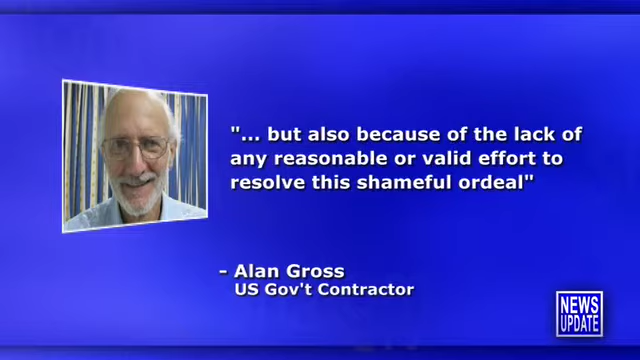 "... but also because of the lack of
any reasonable or valid effort to
resolve this shameful ordeal"
- Alan Gross
US Gov't Contractor
NEWS
UPDATE